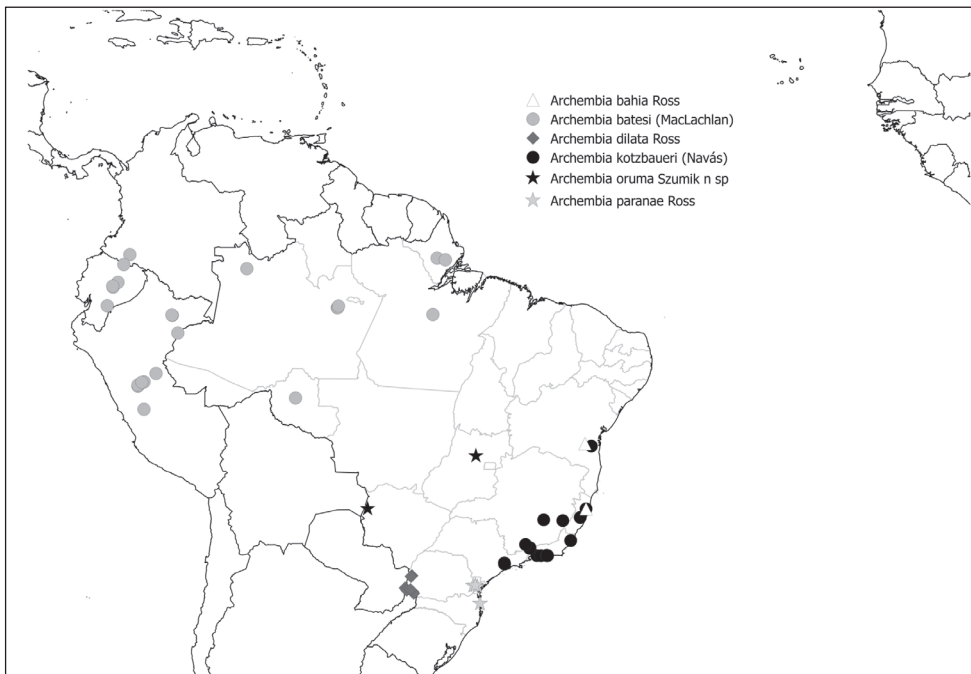 Archembia bahia Ross
Archembia batesi (MacLachlan)
Archembia dilata Ross
Archembia kotzbaueri (Navás)
Archembia oruma Szumik n sp
Archembia paranae Ross